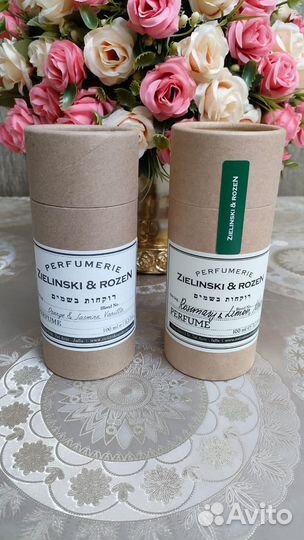 PERFUMERIE
ZIELINSKI & ROZEN
רוקחות בשמים
Orange & Jasmine, Vanilla
PERFUME
100 ml
ZIELINSKI & ROZEN
PERFUMERIE
ZIELINSKI & ROZEN
רוקחות בשמים
Rosemary & Lemon,
PERFUME
100 ml
Avito